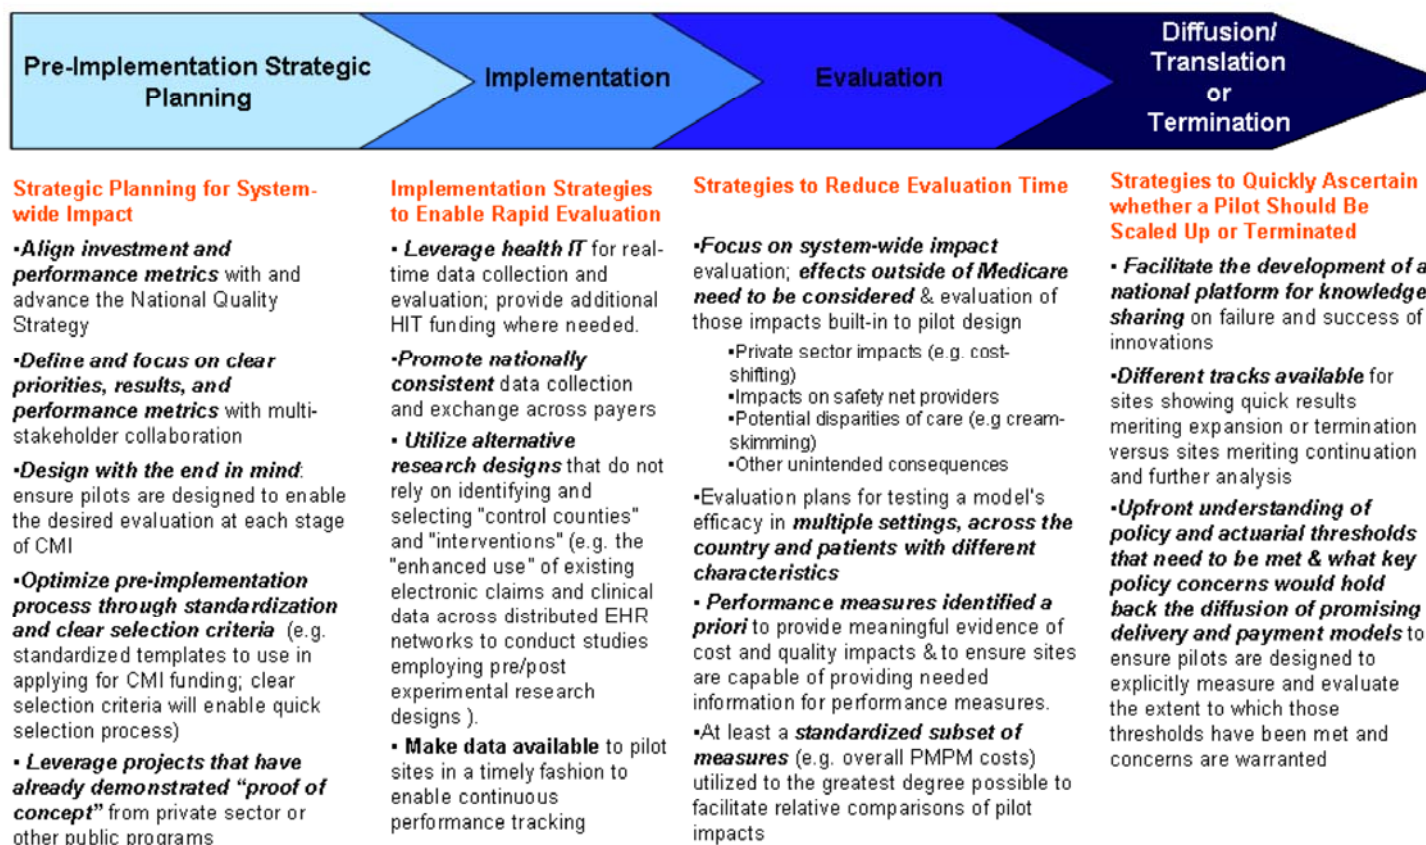 Pre-Implementation Strategic
Planning
Implementation
Evaluation
Diffusion/
Translation
or
Termination
Strategic Planning for System-
wide Impact
▪Align investment and
performance metrics with and
advance the National Quality
Strategy
▪Define and focus on clear
priorities, results, and
performance metrics with multi-
stakeholder collaboration
▪Design with the end in mind:
ensure pilots are designed to enable
the desired evaluation at each stage
of CMI
▪Optimize pre-implementation
process through standardization
and clear selection criteria (e.g.
standardized templates to use in
applying for CMI funding; clear
selection criteria will enable quick
selection process)
▪ Leverage projects that have
already demonstrated “proof of
concept” from private sector or
other public programs
Implementation Strategies
to Enable Rapid Evaluation
▪ Leverage health IT for real-
time data collection and
evaluation; provide additional
HIT funding where needed.
▪Promote nationally
consistent data collection
and exchange across payers
▪ Utilize alternative
research designs that do not
rely on identifying and
selecting "control counties"
and "interventions" (e.g. the
"enhanced use" of existing
electronic claims and clinical
data across distributed EHR
networks to conduct studies
employing pre/post
experimental research
designs ).
▪ Make data available to pilot
sites in a timely fashion to
enable continuous
performance tracking
Strategies to Reduce Evaluation Time
▪Focus on system-wide impact
evaluation; effects outside of Medicare
need to be considered & evaluation of
those impacts built-in to pilot design
▪Private sector impacts (e.g. cost-
shifting)
▪Impacts on safety net providers
▪Potential disparities of care (e.g cream-
skimming)
▪Other unintended consequences
▪Evaluation plans for testing a model's
efficacy in multiple settings, across the
country and patients with different
characteristics
▪ Performance measures identified a
priori to provide meaningful evidence of
cost and quality impacts & to ensure sites
are capable of providing needed
information for performance measures.
▪At least a standardized subset of
measures (e.g. overall PMPM costs)
utilized to the greatest degree possible to
facilitate relative comparisons of pilot
impacts
Strategies to Quickly Ascertain
whether a Pilot Should Be
Scaled Up or Terminated
▪ Facilitate the development of a
national platform for knowledge
sharing on failure and success of
innovations
▪Different tracks available for
sites showing quick results
meriting expansion or termination
versus sites meriting continuation
and further analysis
▪Upfront understanding of
policy and actuarial thresholds
that need to be met & what key
policy concerns would hold
back the diffusion of promising
delivery and payment models to
ensure pilots are designed to
explicitly measure and evaluate
the extent to which those
thresholds have been met and
concerns are warranted